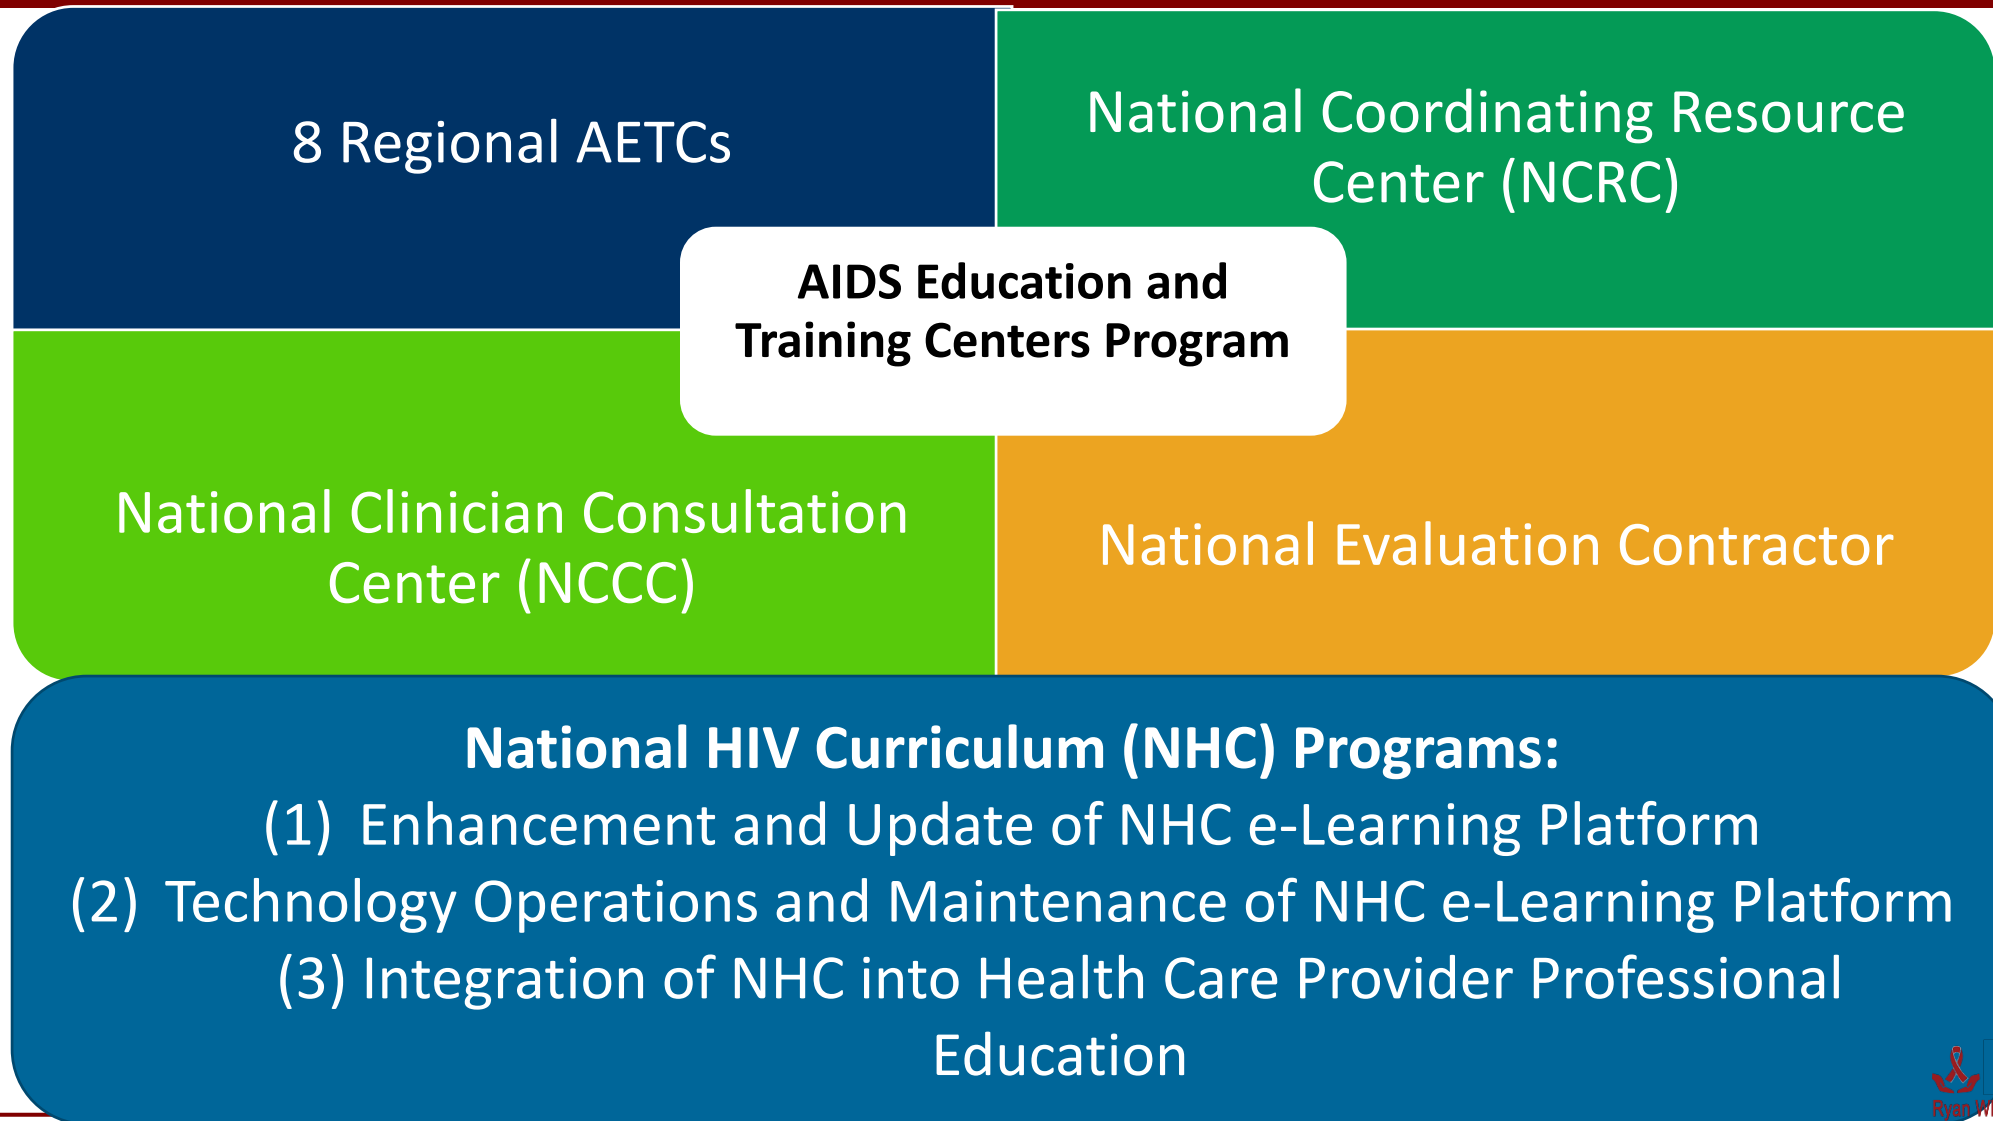 8 Regional AETCs
National Coordinating Resource
Center (NCRC)
AIDS Education and
Training Centers Program
National Clinician Consultation
Center (NCCC)
National Evaluation Contractor
National HIV Curriculum (NHC) Programs:
(1) Enhancement and Update of NHC e-Learning Platform
(2) Technology Operations and Maintenance of NHC e-Learning Platform
(3) Integration of NHC into Health Care Provider Professional
Education
Ryan